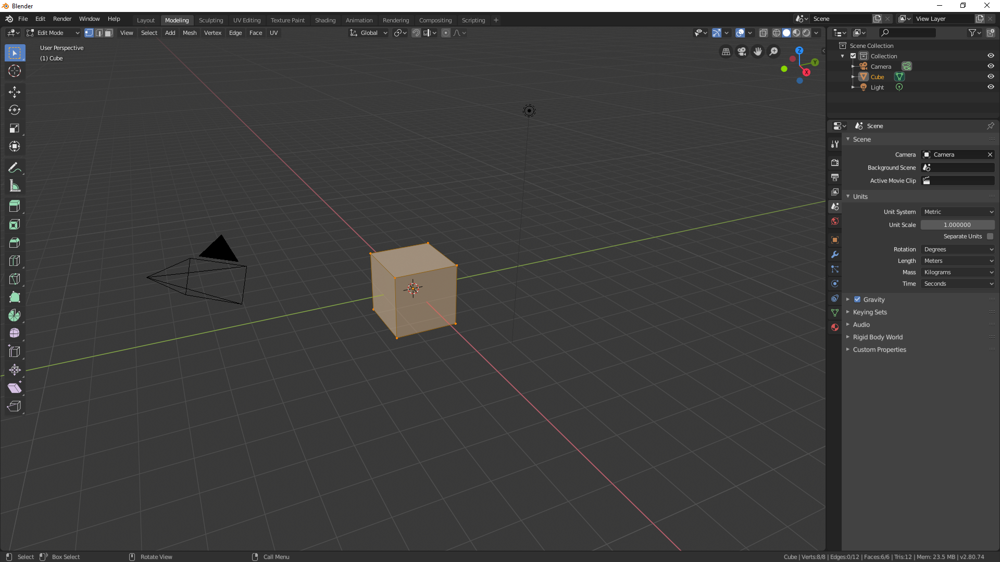 Blender
File Edit Render Window Help Layout Modeling Sculpting UV Editing Texture Paint Shading Animation Rendering Compositing Scripting + Scene View Layer
Edit Mode View Select Add Mesh Vertex Edge Face UV Global
User Perspective
(1) Cube
Z
Y
X
Scene Collection
Collection
Camera
Cube
Light
Scene
Scene
Camera Camera
Background Scene
Active Movie Clip
Units
Unit System Metric
Unit Scale 1.000000
Separate Units
Rotation Degrees
Length Meters
Mass Kilograms
Time Seconds
Gravity
Keying Sets
Audio
Rigid Body World
Custom Properties
Select Box Select Rotate View Call Menu Cube | Verts:8/8 | Edges:0/12 | Faces:6/6 | Tris:12 | Mem: 23.5 MB | v2.80.74